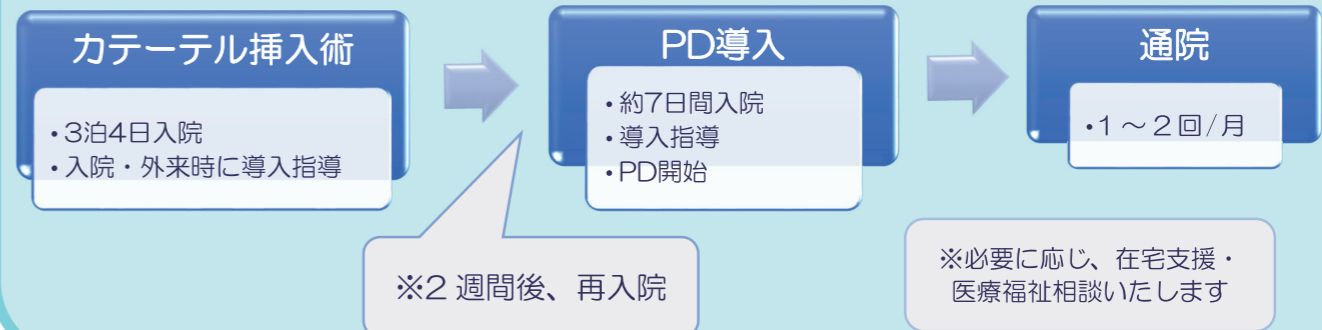 カテーテル挿入術
・3泊4日入院
・入院・外来時に導入指導
PD導入
・約7日間入院
・導入指導
・PD開始
通院
・1～2回/月
※2 週間後、再入院
※必要に応じ、在宅支援・
医療福祉相談いたします